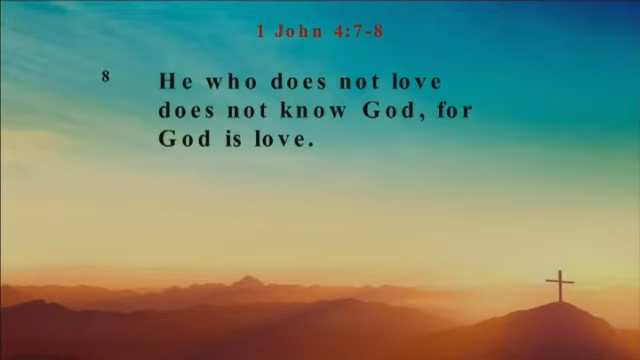 1 John 4:7-8
8 He who does not love
does not know God, for
God is love.